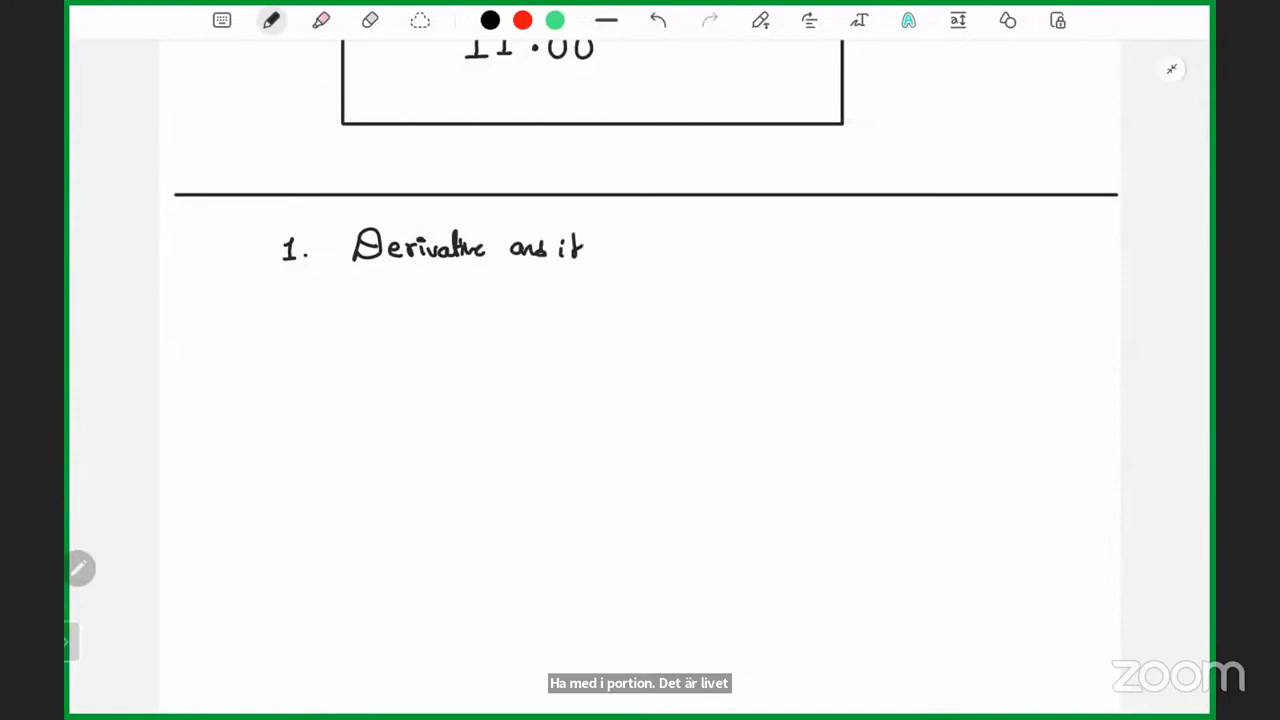 11:00
1. Derivative and it
Ha med i portion. Det är livet
zoom